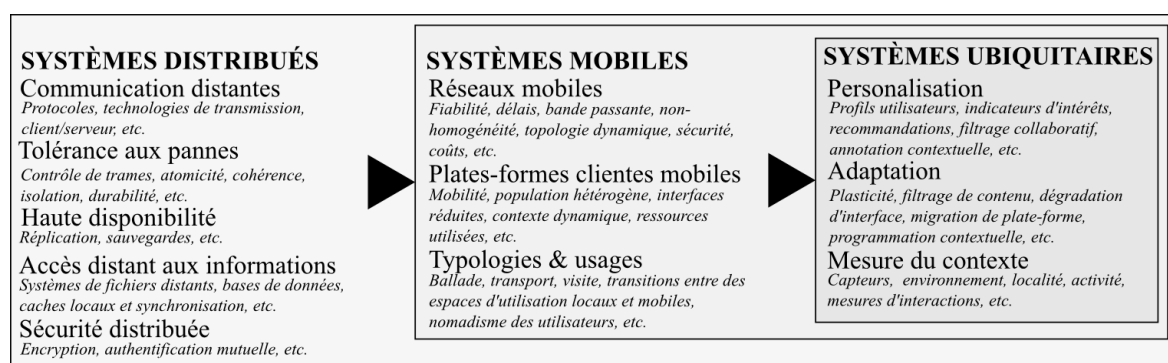 SYSTÈMES DISTRIBUÉS
Communication distantes
Protocoles, technologies de transmission,
client/serveur, etc.
Tolérance aux pannes
Contrôle de trames, atomicité, cohérence,
isolation, durabilité, etc.
Haute disponibilité
Réplication, sauvegardes, etc.
Accès distant aux informations
Systèmes de fichiers distants, bases de données,
caches locaux et synchronisation, etc.
Sécurité distribuée
Encryption, authentification mutuelle, etc.
SYSTÈMES MOBILES
Réseaux mobiles
Fiabilité, délais, bande passante, non-
homogénéité, topologie dynamique, sécurité,
coûts, etc.
Plates-formes clientes mobiles
Mobilité, population hétérogène, interfaces
réduites, contexte dynamique, ressources
utilisées, etc.
Typologies & usages
Ballade, transport, visite, transitions entre des
espaces d'utilisation locaux et mobiles,
nomadisme des utilisateurs, etc.
SYSTÈMES UBIQUITAIRES
Personalisation
Profils utilisateurs, indicateurs d'intérêts,
recommandations, filtrage collaboratif,
annotation contextuelle, etc.
Adaptation
Plasticité, filtrage de contenu, dégradation
d'interface, migration de plate-forme,
programmation contextuelle, etc.
Mesure du contexte
Capteurs, environnement, localité, activité,
mesures d'interactions, etc.